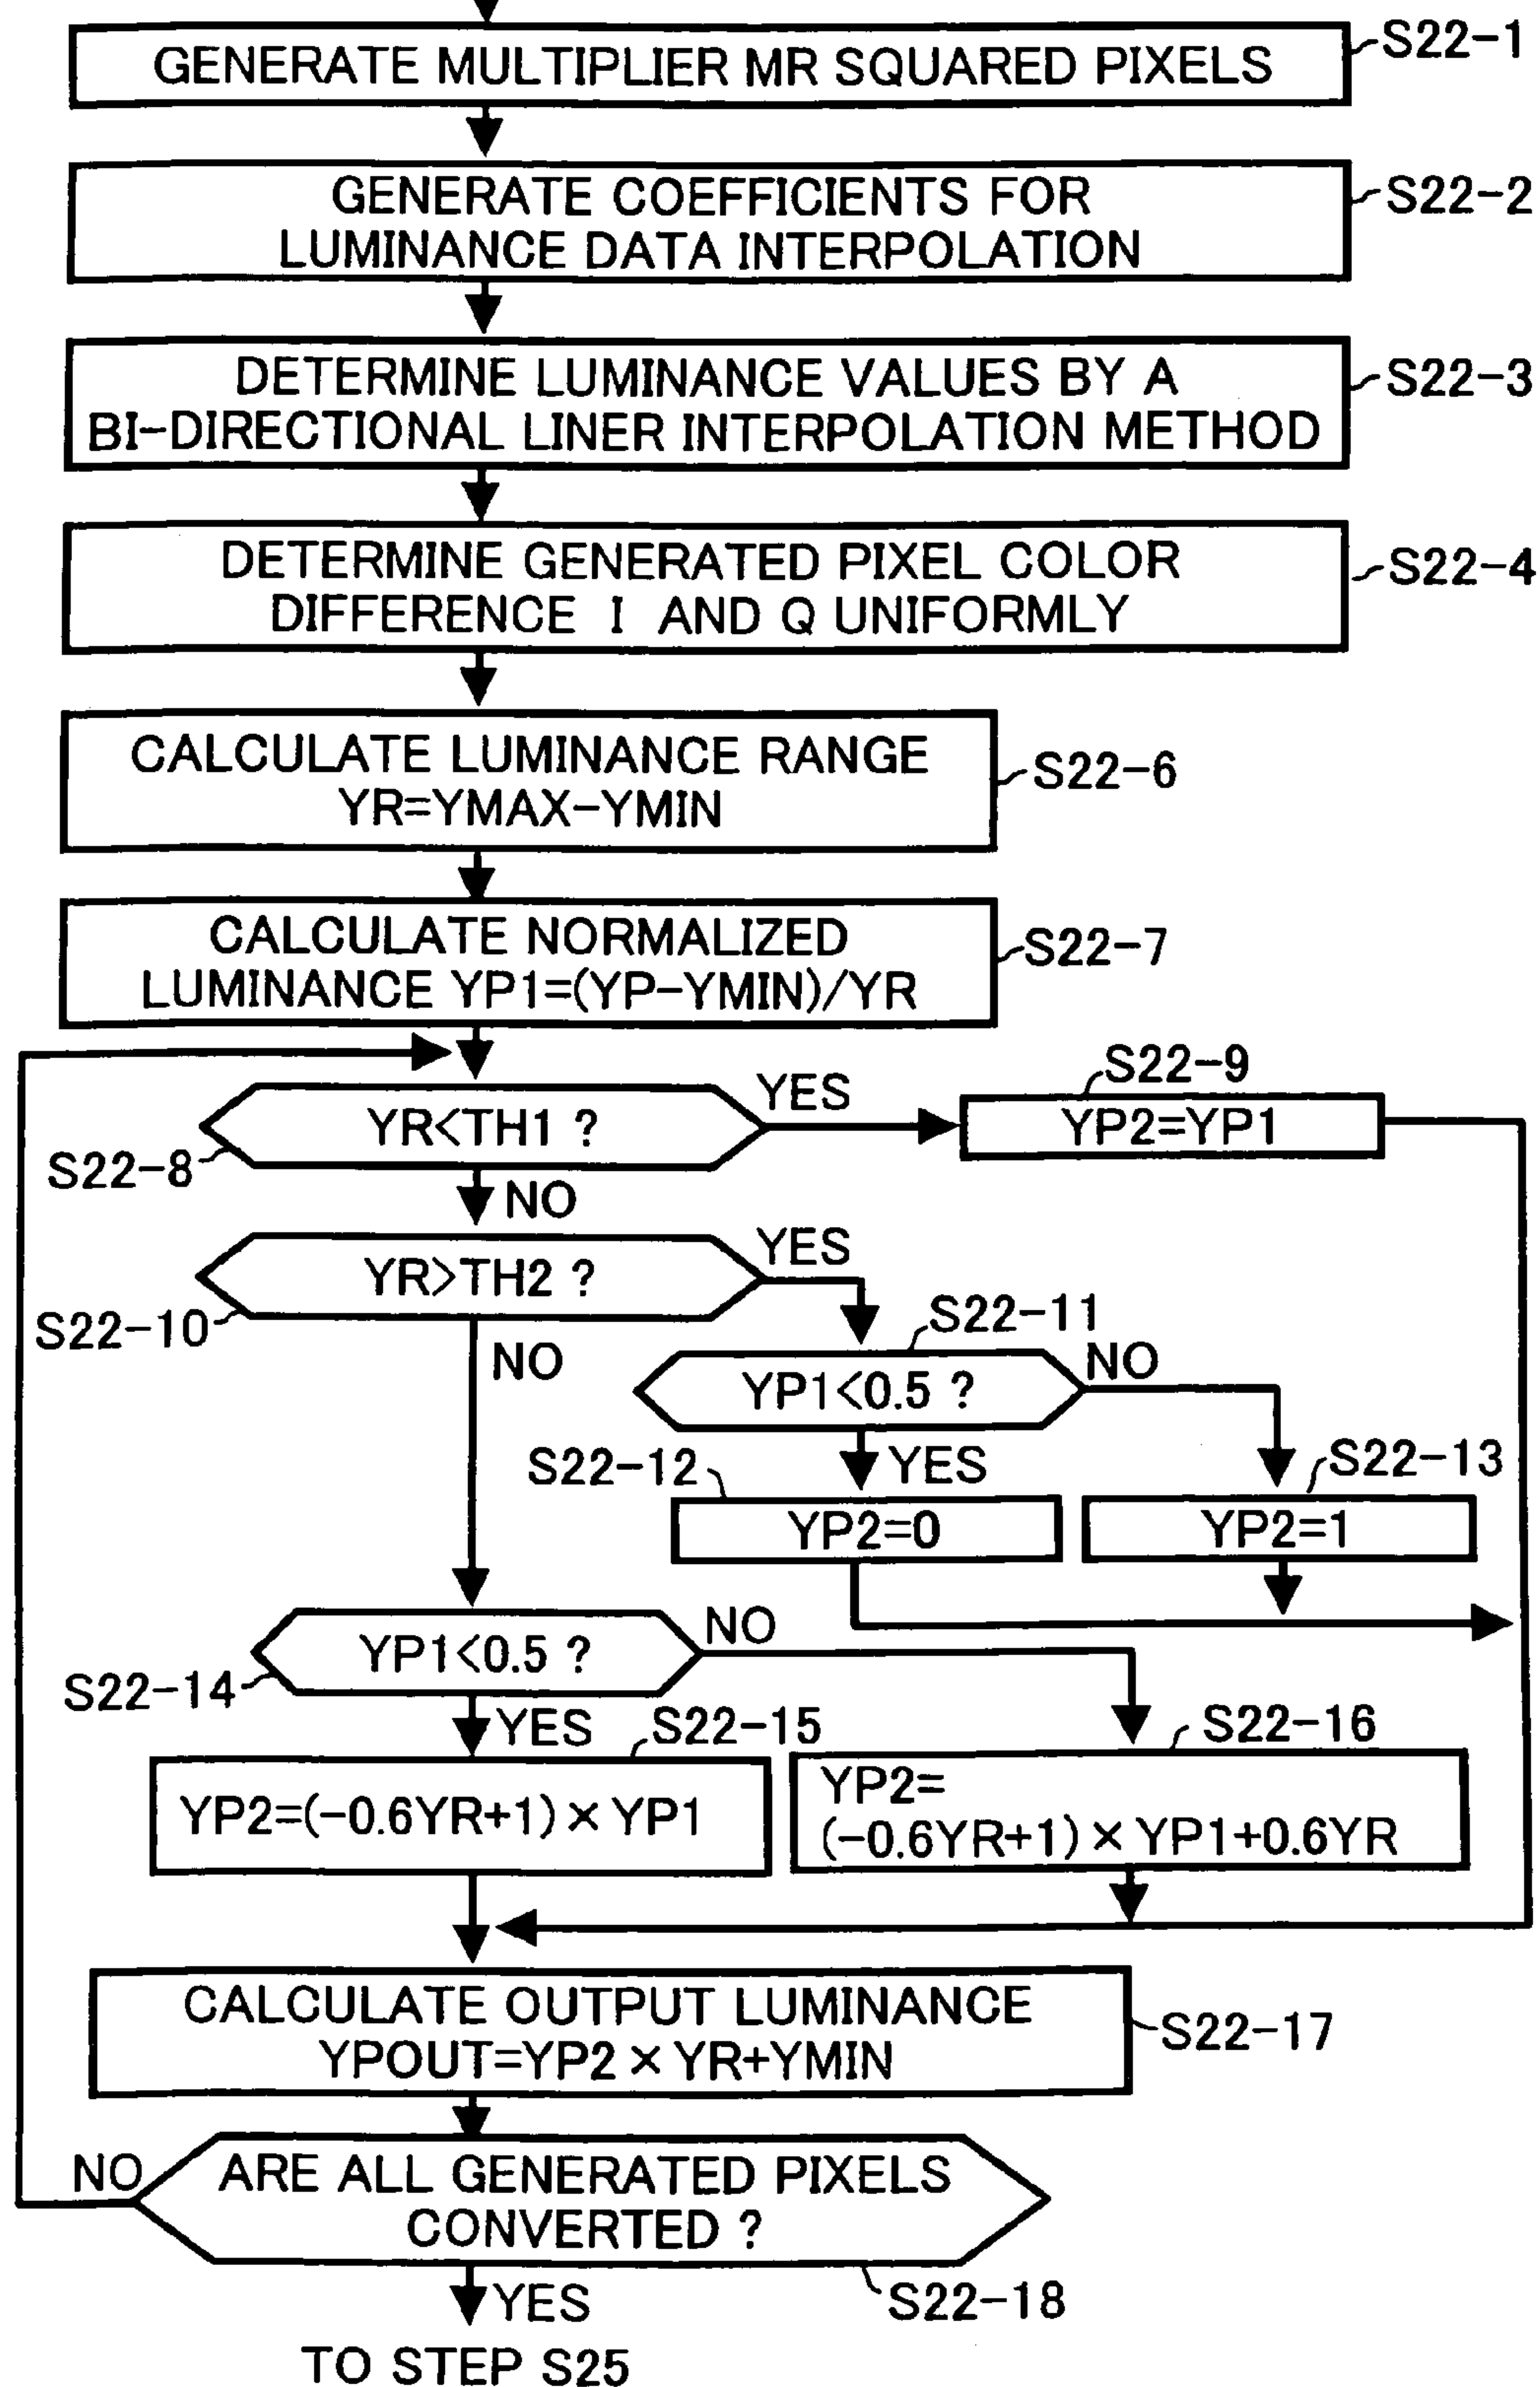 GENERATE MULTIPLIER MR SQUARED PIXELS
S22-1
GENERATE COEFFICIENTS FOR
LUMINANCE DATA INTERPOLATION
S22-2
DETERMINE LUMINANCE VALUES BY A
BI-DIRECTIONAL LINER INTERPOLATION METHOD
S22-3
DETERMINE GENERATED PIXEL COLOR
DIFFERENCE I AND Q UNIFORMLY
S22-4
CALCULATE LUMINANCE RANGE
YR=YMAX-YMIN
S22-6
CALCULATE NORMALIZED
LUMINANCE YP1=(YP-YMIN)/YR
S22-7
YR<TH1 ?
S22-8
YES
NO
S22-9
YP2=YP1
YR>TH2 ?
S22-10
YES
NO
S22-11
YP1<0.5 ?
NO
YES
S22-12
YP2=0
S22-13
YP2=1
YP1<0.5 ?
S22-14
NO
YES
S22-15
YP2=(-0.6YR+1)×YP1
S22-16
YP2=
(-0.6YR+1)×YP1+0.6YR
CALCULATE OUTPUT LUMINANCE
YPOUT=YP2×YR+YMIN
S22-17
NO
ARE ALL GENERATED PIXELS
CONVERTED ?
S22-18
YES
TO STEP S25